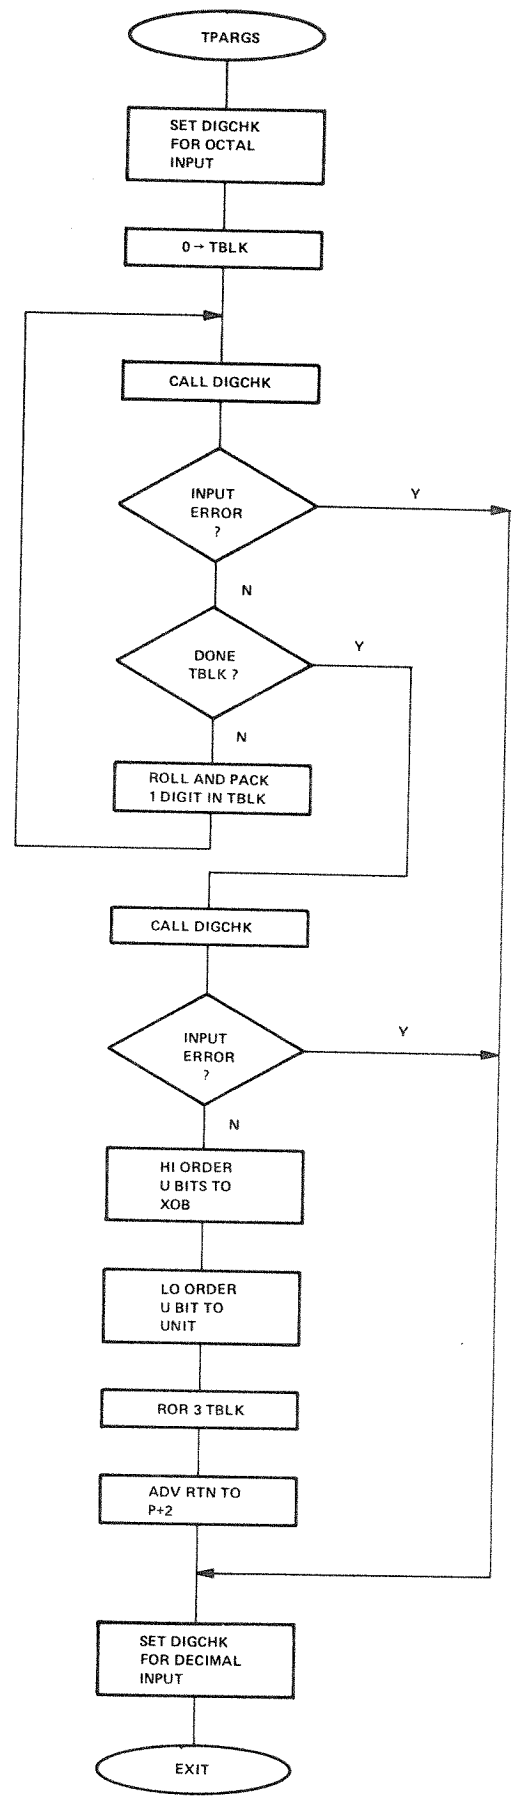 TPARGS
SET DIGCHK
FOR OCTAL
INPUT
0→ TBLK
CALL DIGCHK
INPUT
ERROR
?
Y
N
DONE
TBLK ?
Y
N
ROLL AND PACK
1 DIGIT IN TBLK
CALL DIGCHK
INPUT
ERROR
?
Y
N
HI ORDER
U BITS TO
XOB
LO ORDER
U BIT TO
UNIT
ROR 3 TBLK
ADV RTN TO
P+2
SET DIGCHK
FOR DECIMAL
INPUT
EXIT